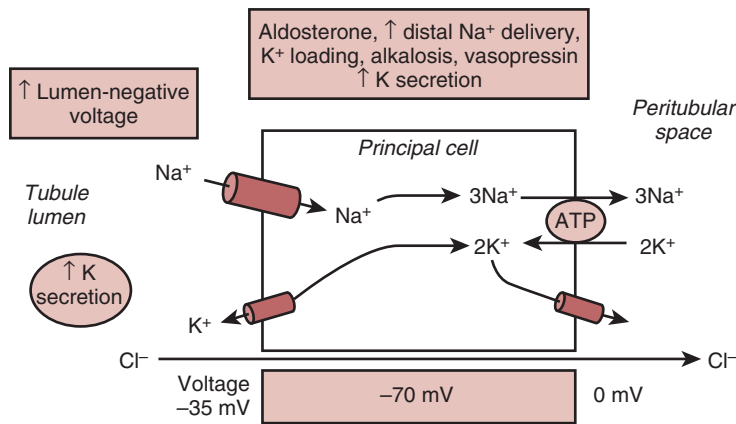 Aldosterone, ↑ distal Na⁺ delivery,
K⁺ loading, alkalosis, vasopressin
↑ K secretion
↑ Lumen-negative
voltage
Peritubular
space
Principal cell
Tubule
lumen
Na⁺
Na⁺
3Na⁺
3Na⁺
ATP
2K⁺
2K⁺
↑ K
secretion
K⁺
Cl⁻
Cl⁻
Voltage
–35 mV
–70 mV
0 mV